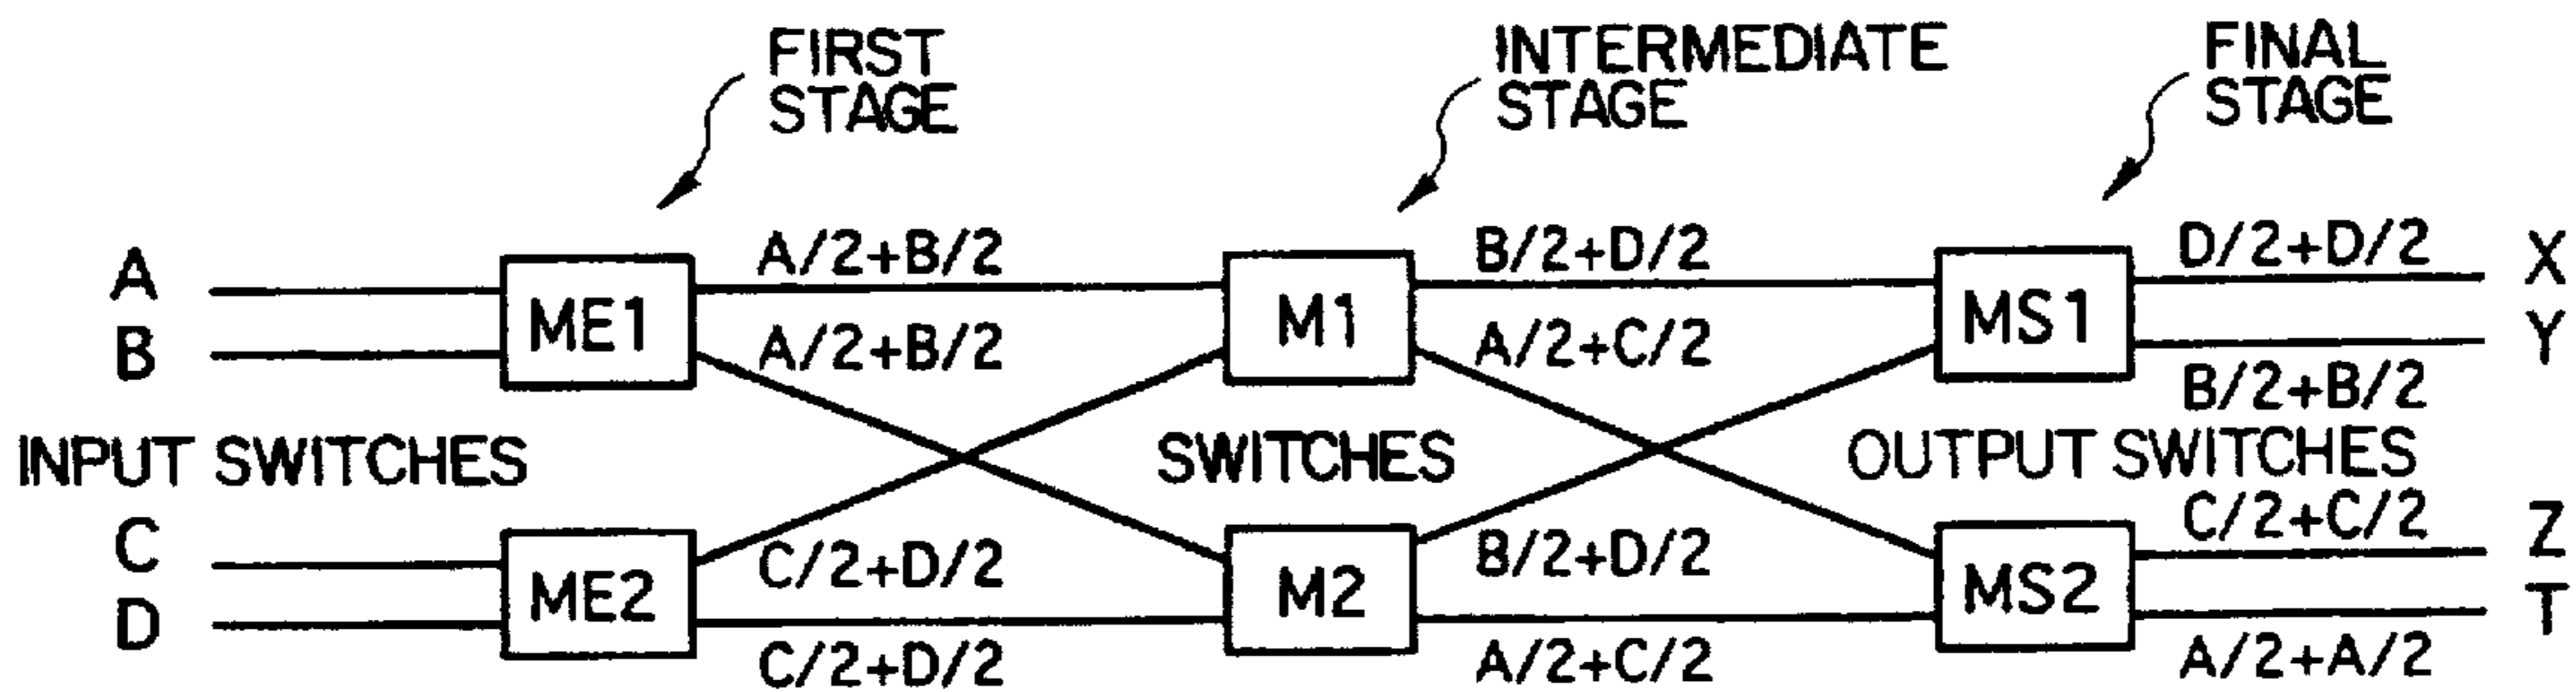 FIRST
STAGE
INTERMEDIATE
STAGE
FINAL
STAGE
A
B
ME1
A/2+B/2
A/2+B/2
M1
B/2+D/2
A/2+C/2
MS1
D/2+D/2
B/2+B/2
X
Y
INPUT SWITCHES
SWITCHES
OUTPUT SWITCHES
C
D
ME2
C/2+D/2
C/2+D/2
M2
B/2+D/2
A/2+C/2
MS2
C/2+C/2
A/2+A/2
Z
T